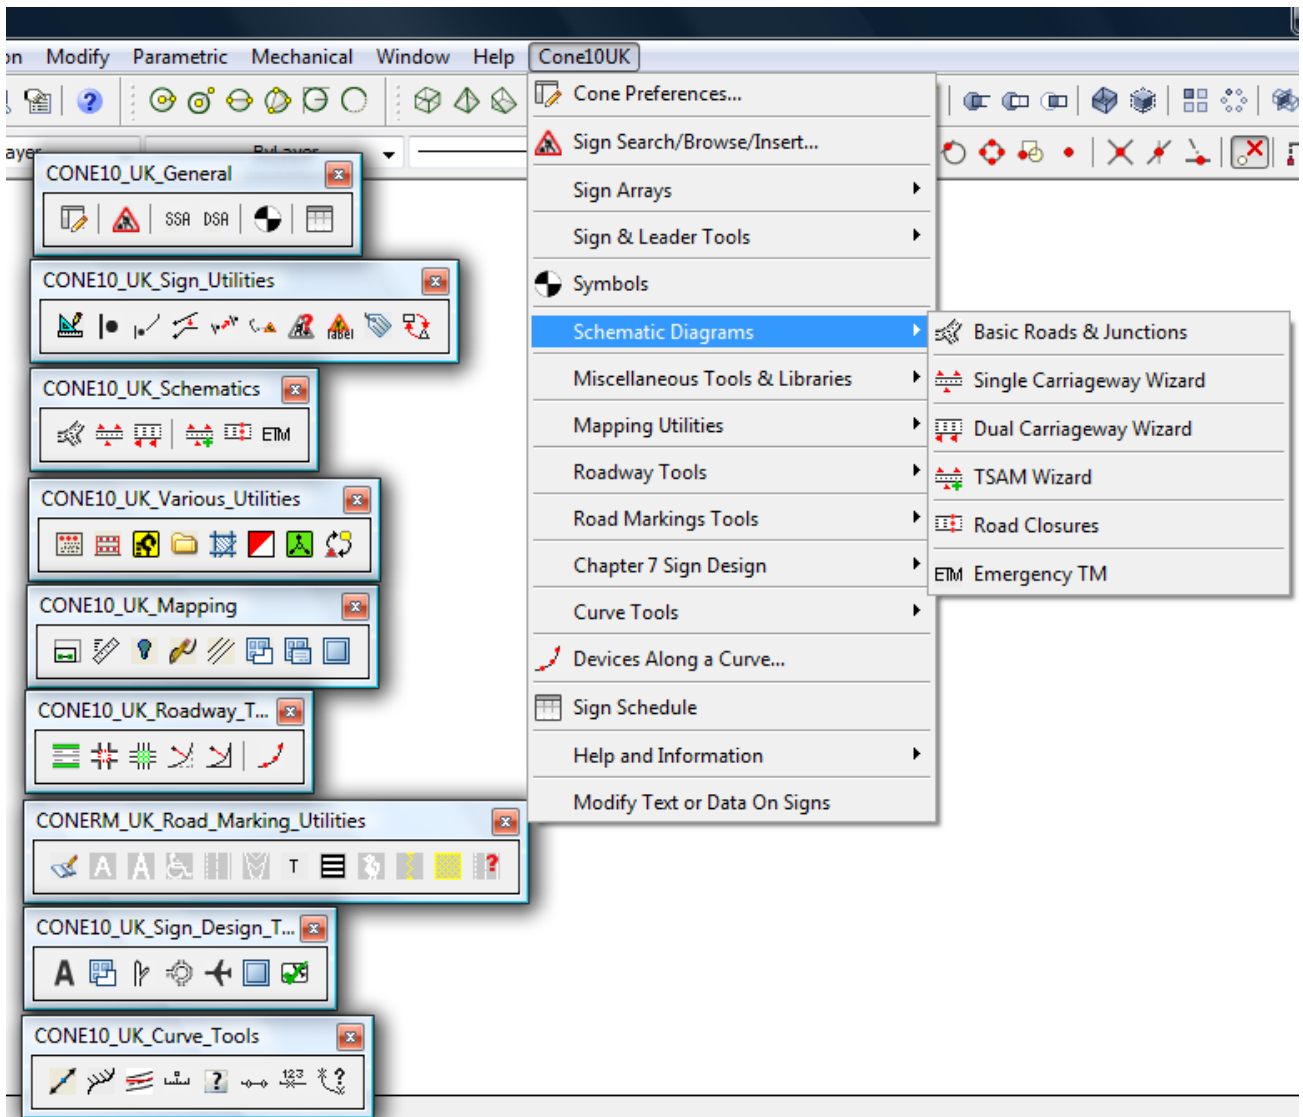 on Modify Parametric Mechanical Window Help Cone10UK
Cone Preferences...
Sign Search/Browse/Insert...
Sign Arrays
Sign & Leader Tools
Symbols
Schematic Diagrams
Miscellaneous Tools & Libraries
Mapping Utilities
Roadway Tools
Road Markings Tools
Chapter 7 Sign Design
Curve Tools
Devices Along a Curve...
Sign Schedule
Help and Information
Modify Text or Data On Signs
Basic Roads & Junctions
Single Carriageway Wizard
Dual Carriageway Wizard
TSAM Wizard
Road Closures
ETM Emergency TM
ayer
CONE10_UK_General
SSA DSA
CONE10_UK_Sign_Utilities
label
CONE10_UK_Schematics
ETM
CONE10_UK_Various_Utilities
CONE10_UK_Mapping
CONE10_UK_Roadway_T...
CONERM_UK_Road_Marking_Utilities
A A T ?
CONE10_UK_Sign_Design_T...
A
CONE10_UK_Curve_Tools
? 123 ?